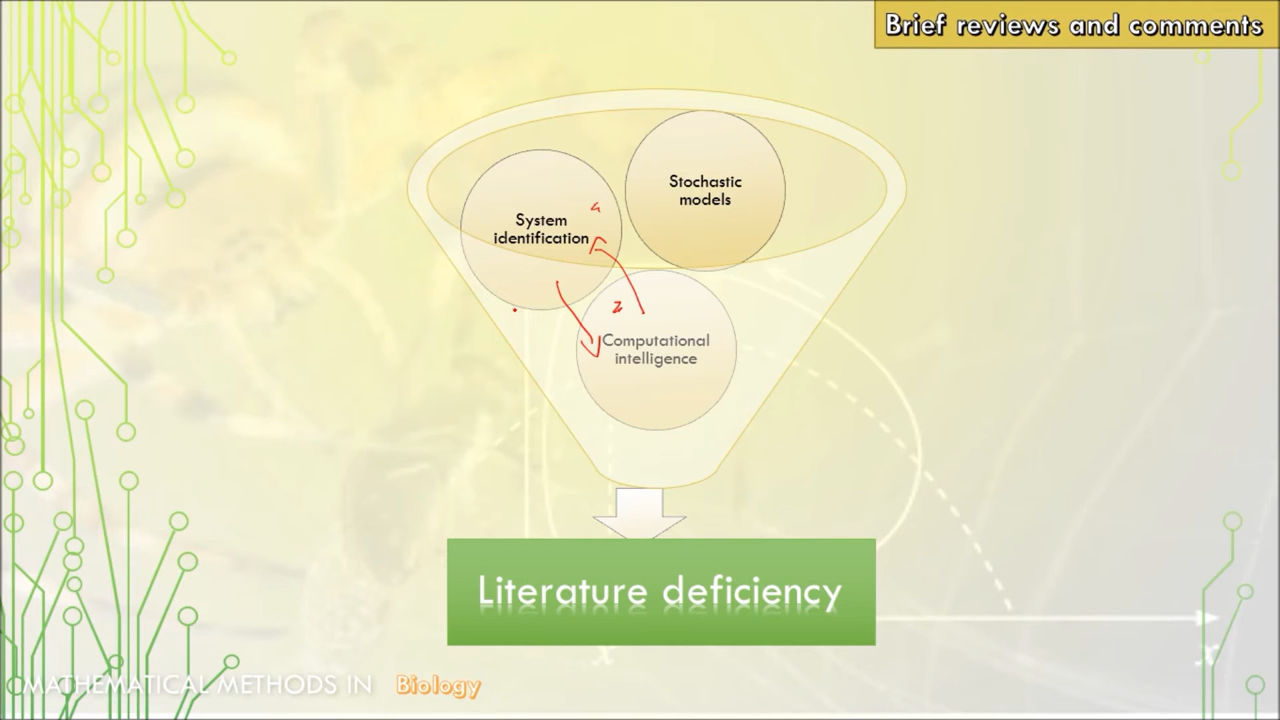 Brief reviews and comments
Stochastic
models
System
identification
Computational
intelligence
Literature deficiency
MATHEMATICAL METHODS IN Biology